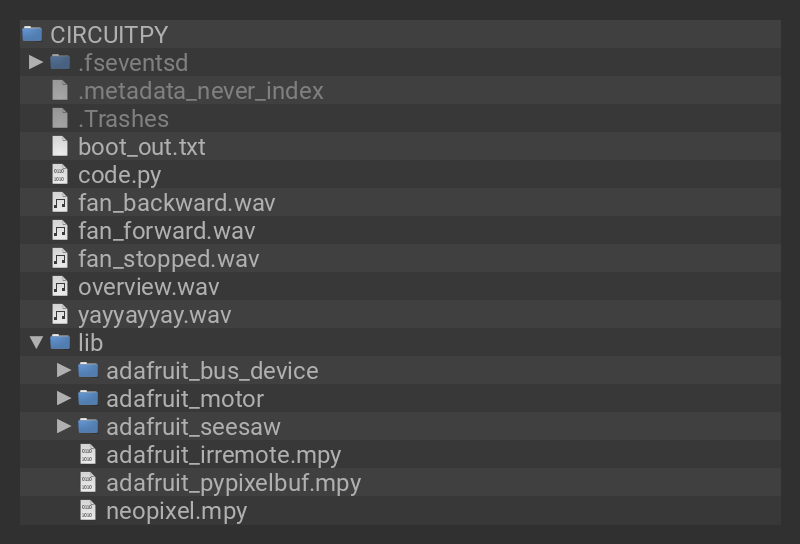 CIRCUITPY
.fseventsd
.metadata_never_index
.Trashes
boot_out.txt
code.py
fan_backward.wav
fan_forward.wav
fan_stopped.wav
overview.wav
yayyayyay.wav
lib
adafruit_bus_device
adafruit_motor
adafruit_seesaw
adafruit_irremote.mpy
adafruit_pypixelbuf.mpy
neopixel.mpy